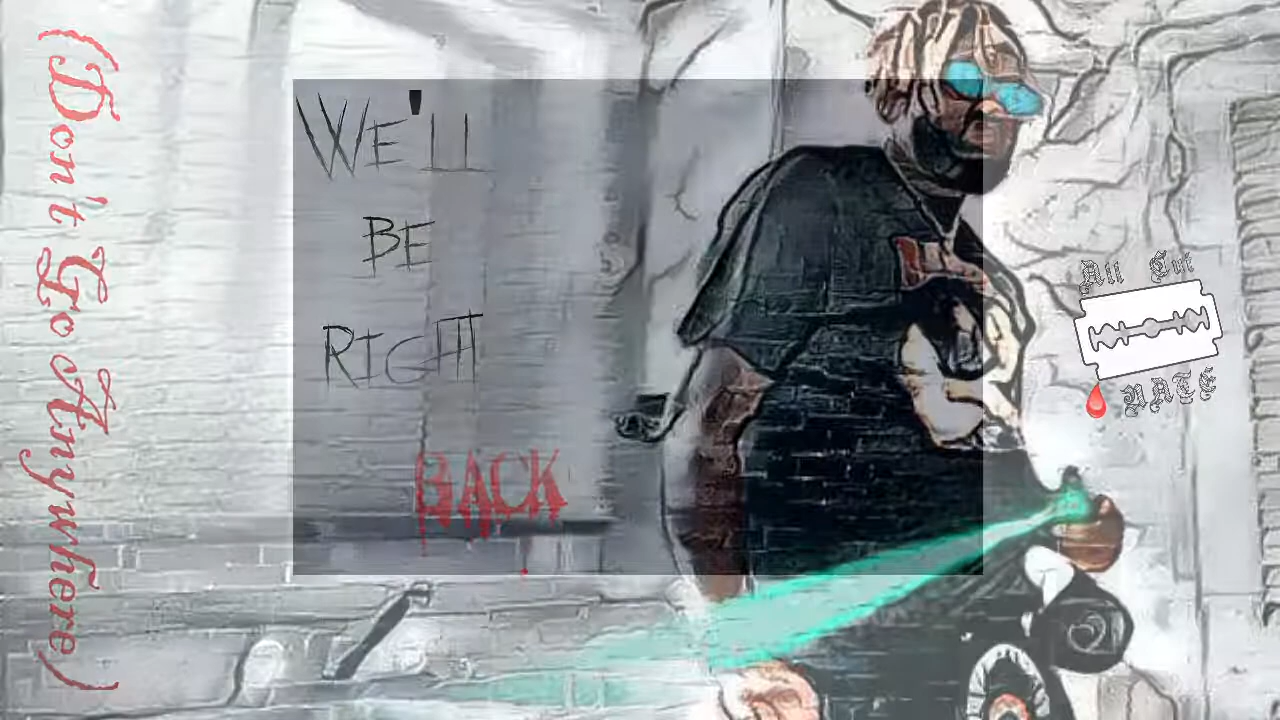 (Don't Go Anywhere)
WE'll
BE
RIGHT
BACK
All Cut
HATE